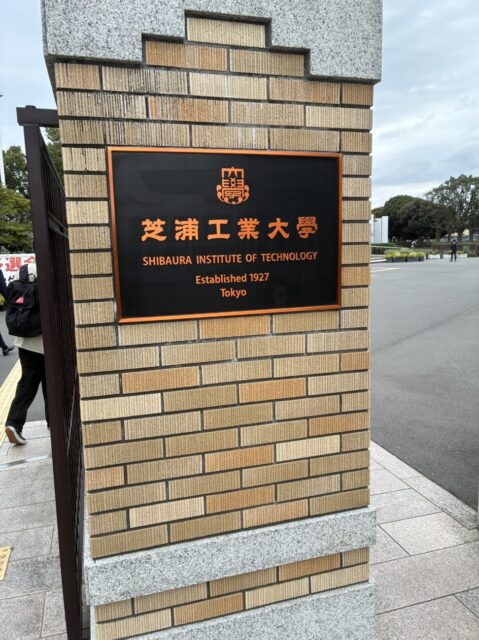 芝浦工業大學
SHIBAURA INSTITUTE OF TECHNOLOGY
Established 1927
Tokyo